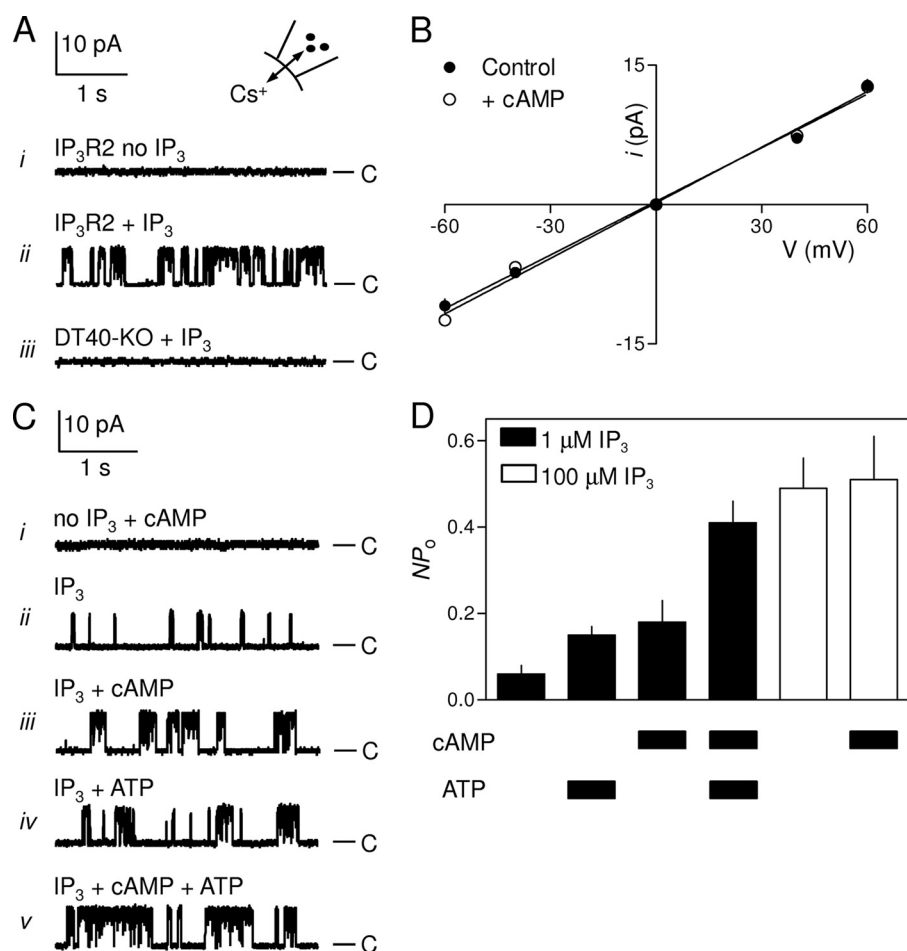 A
10 pA
1 s
Cs⁺
i
IP₃R2 no IP₃
C
ii
IP₃R2 + IP₃
C
iii
DT40-KO + IP₃
C
B
Control
+ cAMP
15
i (pA)
-60
-30
30
60
V (mV)
-15
C
10 pA
1 s
i
no IP₃ + cAMP
C
ii
IP₃
C
iii
IP₃ + cAMP
C
iv
IP₃ + ATP
C
v
IP₃ + cAMP + ATP
C
D
1 µM IP₃
100 µM IP₃
0.6
0.4
0.2
0.0
NPₒ
cAMP
ATP